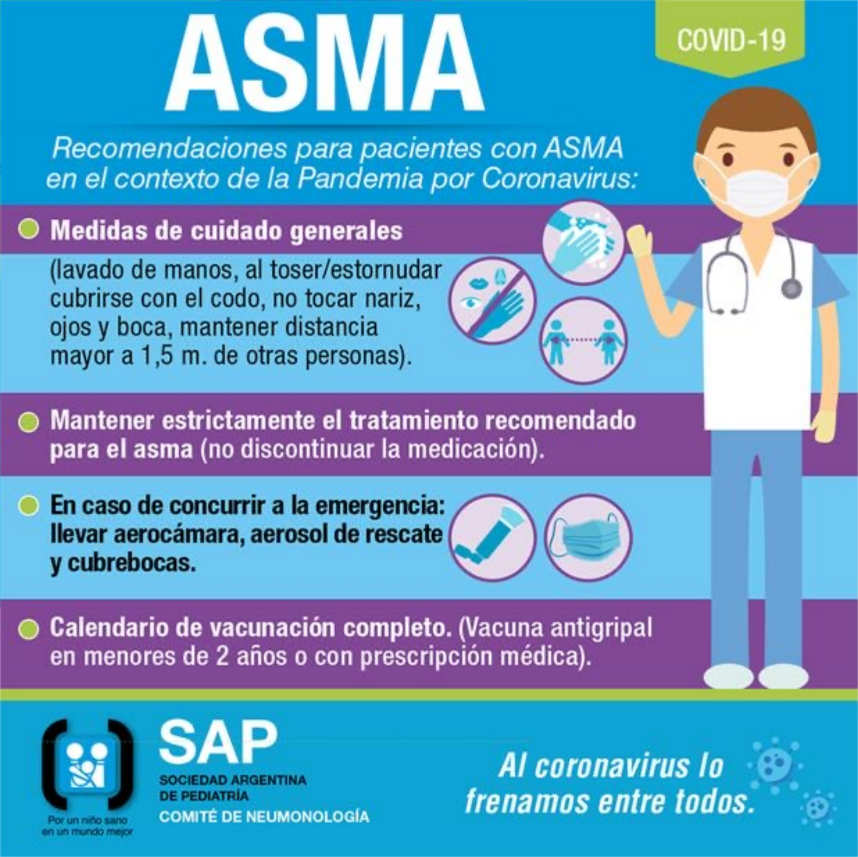 COVID-19
ASMA
Recomendaciones para pacientes con ASMA
en el contexto de la Pandemia por Coronavirus:
Medidas de cuidado generales
(lavado de manos, al toser/estornudar
cubrirse con el codo, no tocar nariz,
ojos y boca, mantener distancia
mayor a 1,5 m. de otras personas).
Mantener estrictamente el tratamiento recomendado
para el asma (no discontinuar la medicación).
En caso de concurrir a la emergencia:
llevar aerocámara, aerosol de rescate
y cubrebocas.
Calendario de vacunación completo. (Vacuna antigripal
en menores de 2 años o con prescripción médica).
SAP
SOCIEDAD ARGENTINA
DE PEDIATRÍA
COMITÉ DE NEUMONOLOGÍA
Por un niño sano
en un mundo mejor
Al coronavirus lo
frenamos entre todos.